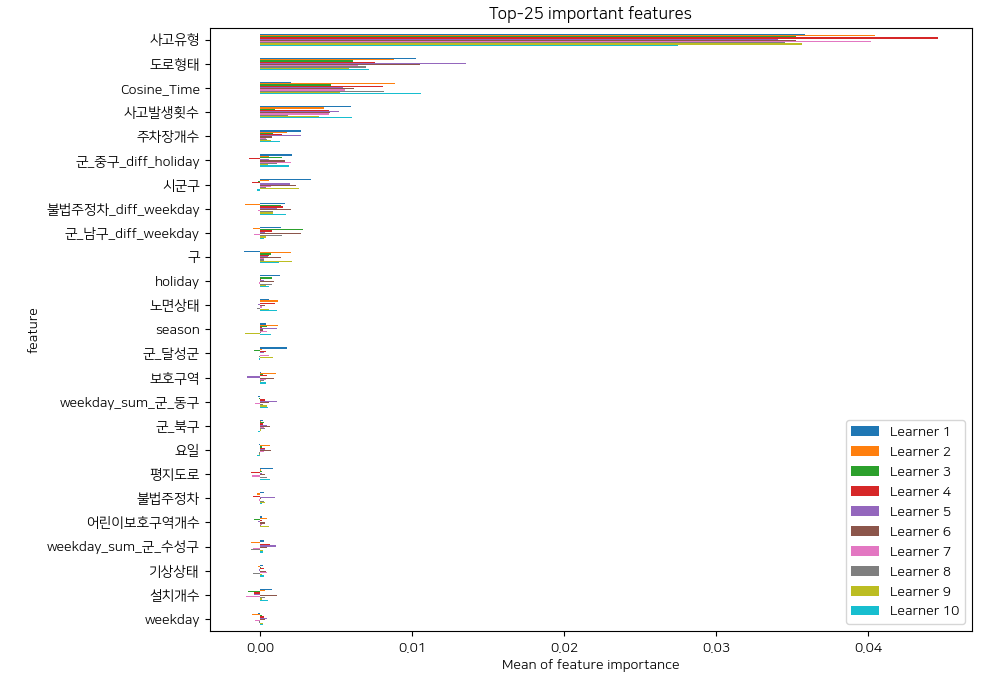 Top-25 important features
feature
사고유형
도로형태
Cosine_Time
사고발생횟수
주차장개수
군_중구_diff_holiday
시군구
불법주정차_diff_weekday
군_남구_diff_weekday
구
holiday
노면상태
season
군_달성군
보호구역
weekday_sum_군_동구
군_북구
요일
평지도로
불법주정차
어린이보호구역개수
weekday_sum_군_수성구
기상상태
설치개수
weekday
Learner 1
Learner 2
Learner 3
Learner 4
Learner 5
Learner 6
Learner 7
Learner 8
Learner 9
Learner 10
0.00 0.01 0.02 0.03 0.04
Mean of feature importance